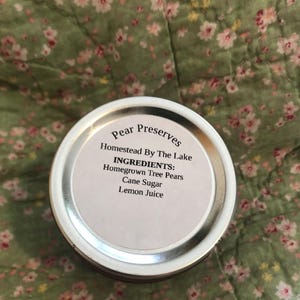 Pear Preserves
Homestead By The Lake
INGREDIENTS:
Homegrown Tree Pears
Cane Sugar
Lemon Juice